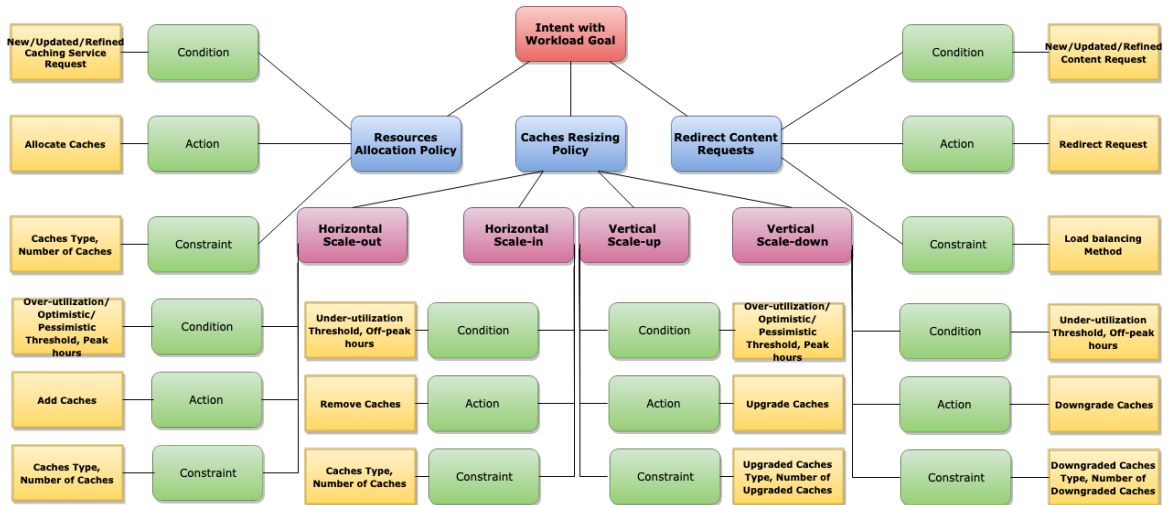 Intent with
Workload Goal
New/Updated/Refined
Caching Service
Request
Condition
Condition
New/Updated/Refined
Content Request
Allocate Caches
Action
Resources
Allocation Policy
Caches Resizing
Policy
Redirect Content
Requests
Action
Redirect Request
Caches Type,
Number of Caches
Constraint
Horizontal
Scale-out
Horizontal
Scale-in
Vertical
Scale-up
Vertical
Scale-down
Constraint
Load balancing
Method
Over-utilization/
Optimistic/
Pessimistic
Threshold, Peak
hours
Condition
Under-utilization
Threshold, Off-peak
hours
Condition
Condition
Over-utilization/
Optimistic/
Pessimistic
Threshold, Peak
hours
Condition
Under-utilization
Threshold, Off-peak
hours
Add Caches
Action
Remove Caches
Action
Action
Upgrade Caches
Action
Downgrade Caches
Caches Type,
Number of Caches
Constraint
Caches Type,
Number of Caches
Constraint
Constraint
Upgraded Caches
Type, Number of
Upgraded Caches
Constraint
Downgraded Caches
Type, Number of
Downgraded Caches